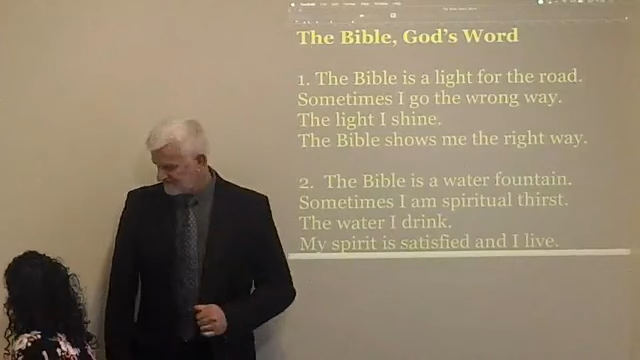 The Bible, God's Word
1. The Bible is a light for the road.
Sometimes I go the wrong way.
The light I shine.
The Bible shows me the right way.
2. The Bible is a water fountain.
Sometimes I am spiritual thirst.
The water I drink.
My spirit is satisfied and I live.